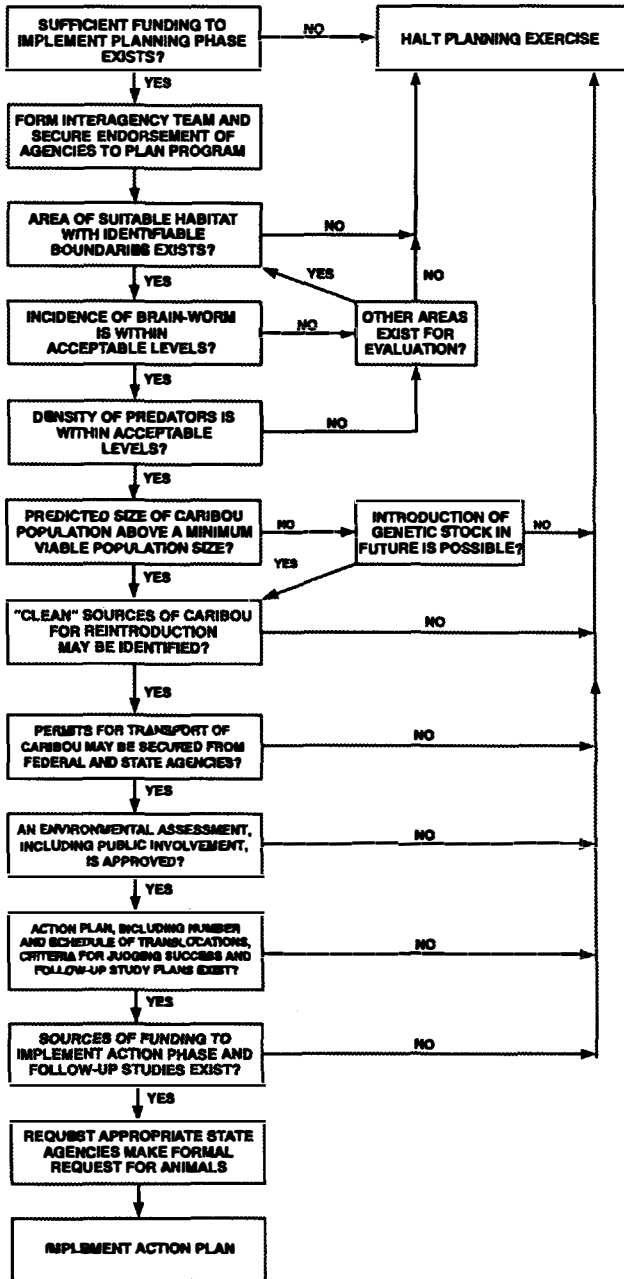 SUFFICIENT FUNDING TO
IMPLEMENT PLANNING PHASE
EXISTS?
NO
HALT PLANNING EXERCISE
YES
FORM INTERAGENCY TEAM AND
SECURE ENDORSEMENT OF
AGENCIES TO PLAN PROGRAM
AREA OF SUITABLE HABITAT
WITH IDENTIFIABLE
BOUNDARIES EXISTS?
NO
YES
YES
NO
INCIDENCE OF BRAIN-WORM
IS WITHIN
ACCEPTABLE LEVELS?
NO
OTHER AREAS
EXIST FOR
EVALUATION?
YES
DENSITY OF PREDATORS IS
WITHIN ACCEPTABLE
LEVELS?
NO
YES
PREDICTED SIZE OF CARIBOU
POPULATION ABOVE A MINIMUM
VIABLE POPULATION SIZE?
NO
INTRODUCTION OF
GENETIC STOCK IN
FUTURE IS POSSIBLE?
NO
YES
YES
"CLEAN" SOURCES OF CARIBOU
FOR REINTRODUCTION
MAY BE IDENTIFIED?
NO
YES
PERMITS FOR TRANSPORT OF
CARIBOU MAY BE SECURED FROM
FEDERAL AND STATE AGENCIES?
NO
YES
AN ENVIRONMENTAL ASSESSMENT,
INCLUDING PUBLIC INVOLVEMENT,
IS APPROVED?
NO
YES
ACTION PLAN, INCLUDING NUMBER
AND SCHEDULE OF TRANSLOCATIONS,
CRITERIA FOR JUDGING SUCCESS AND
FOLLOW-UP STUDY PLANS EXIST?
NO
YES
SOURCES OF FUNDING TO
IMPLEMENT ACTION PHASE AND
FOLLOW-UP STUDIES EXIST?
NO
YES
REQUEST APPROPRIATE STATE
AGENCIES MAKE FORMAL
REQUEST FOR ANIMALS
IMPLEMENT ACTION PLAN